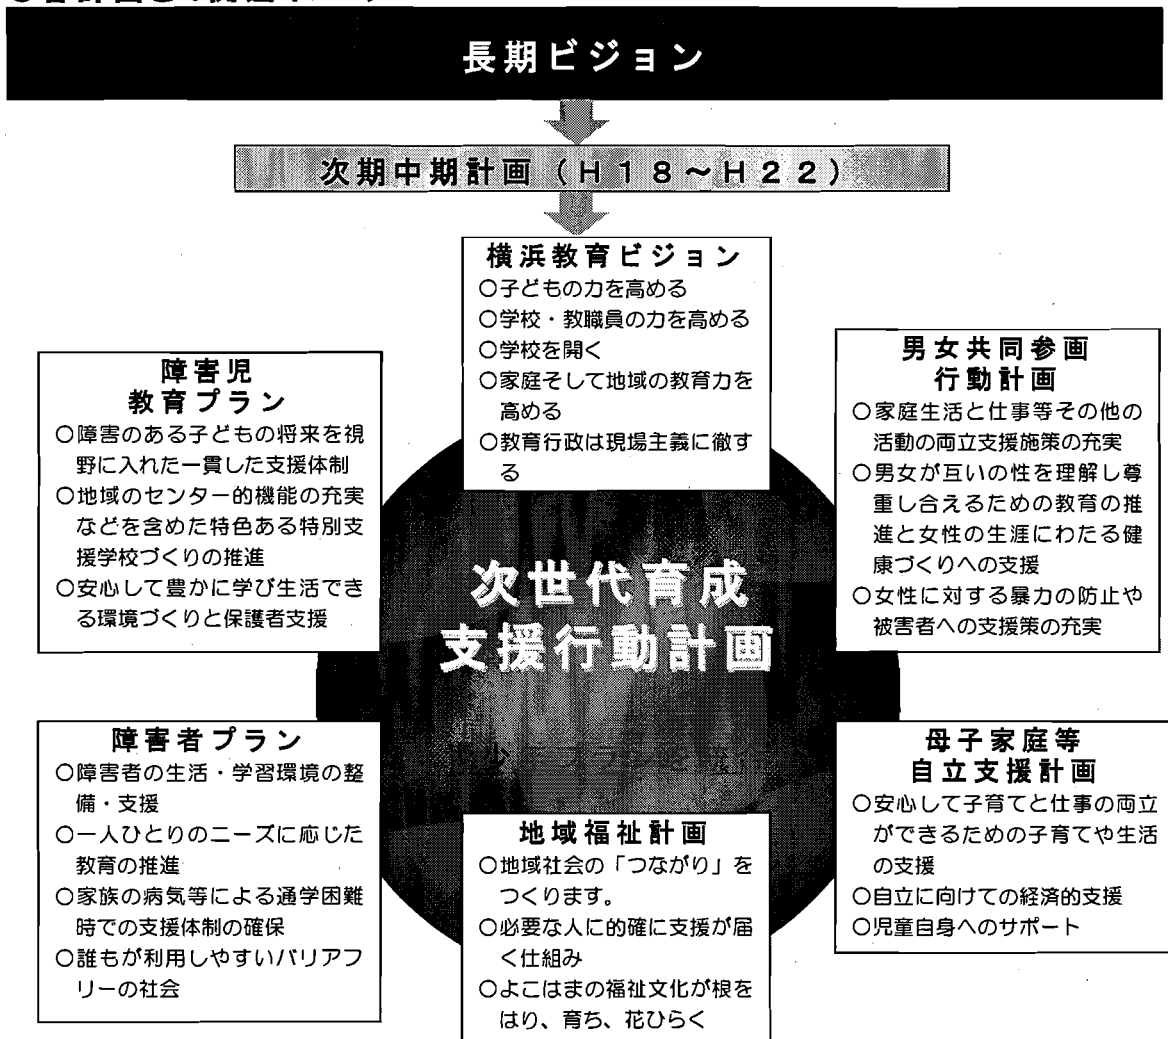 長期ビジョン
次期中期計画（H18～H22）
横浜教育ビジョン
○子どもの力を高める
○学校・教職員の力を高める
○学校を開く
○家庭そして地域の教育力を
高める
○教育行政は現場主義に徹す
る
障害児
教育プラン
○障害のある子どもの将来を視
野に入れた一貫した支援体制
○地域のセンター的機能の充実
などを含めた特色ある特別支
援学校づくりの推進
○安心して豊かに学び生活でき
る環境づくりと保護者支援
男女共同参画
行動計画
○家庭生活と仕事等その他の
活動の両立支援施策の充実
○男女が互いの性を理解し尊
重し合えるための教育の推
進と女性の生涯にわたる健
康づくりへの支援
○女性に対する暴力の防止や
被害者への支援策の充実
次世代育成
支援行動計画
障害者プラン
○障害者の生活・学習環境の整
備・支援
○一人ひとりのニーズに応じた
教育の推進
○家族の病気等による通学困難
時での支援体制の確保
○誰もが利用しやすいバリアフ
リーの社会
地域福祉計画
○地域社会の「つながり」を
つくります。
○必要な人に的確に支援が届
く仕組み
○よこはまの福祉文化が根を
はり、育ち、花ひらく
母子家庭等
自立支援計画
○安心して子育てと仕事の両立
ができるための子育てや生活
の支援
○自立に向けての経済的支援
○児童自身へのサポート